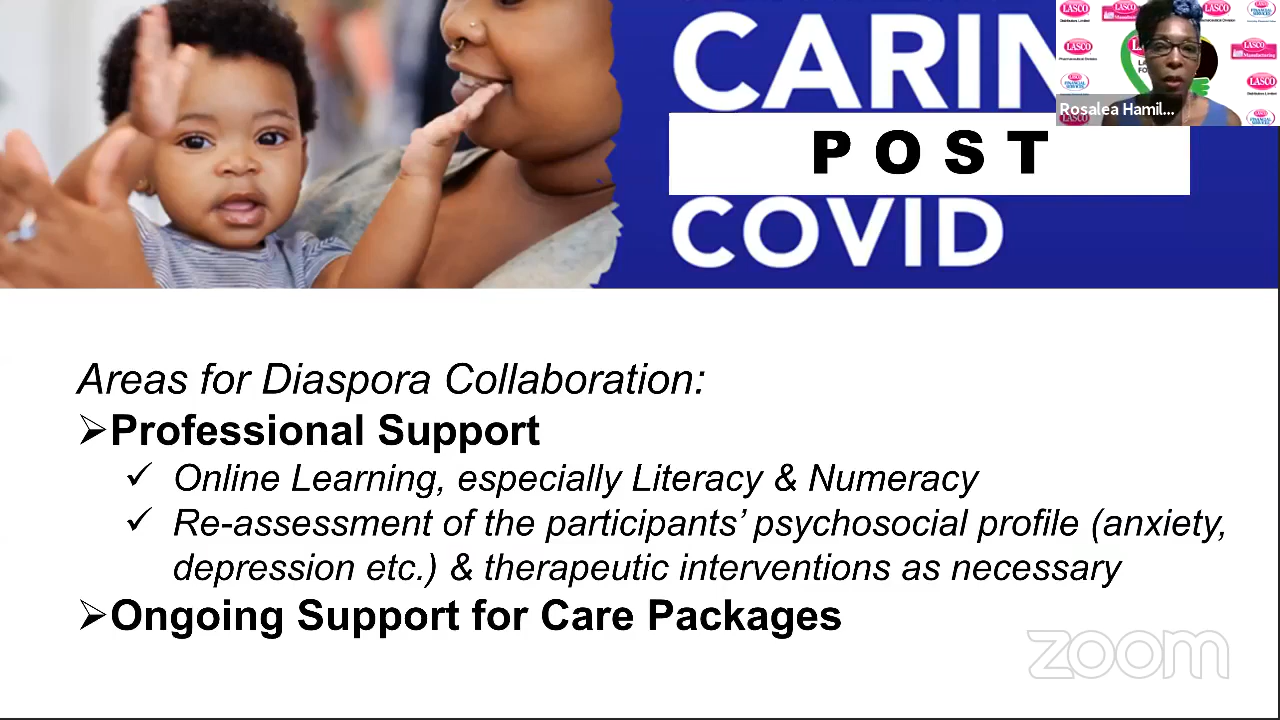 CARIN
POST
COVID
Rosalea Hamil...
LASCO
Areas for Diaspora Collaboration:
➢Professional Support
✓ Online Learning, especially Literacy & Numeracy
✓ Re-assessment of the participants’ psychosocial profile (anxiety,
depression etc.) & therapeutic interventions as necessary
➢Ongoing Support for Care Packages
zoom